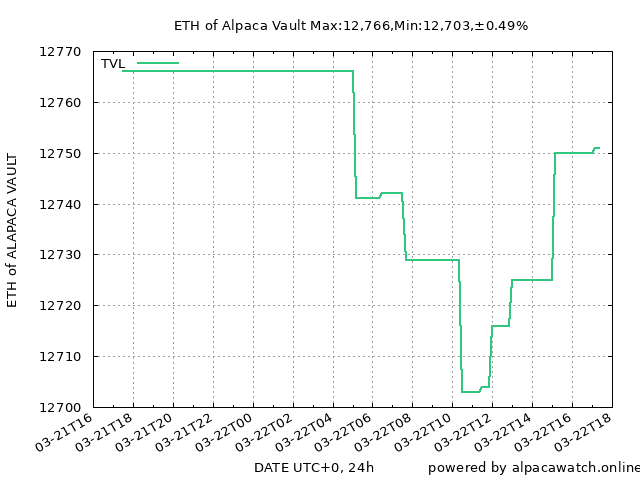 ETH of Alpaca Vault Max:12,766,Min:12,703,±0.49%
TVL
12770
12760
12750
12740
12730
12720
12710
12700
ETH of ALAPACA VAULT
03-21T16
03-21T18
03-21T20
03-21T22
03-22T00
03-22T02
03-22T04
03-22T06
03-22T08
03-22T10
03-22T12
03-22T14
03-22T16
03-22T18
DATE UTC+0, 24h
powered by alpacawatch.online